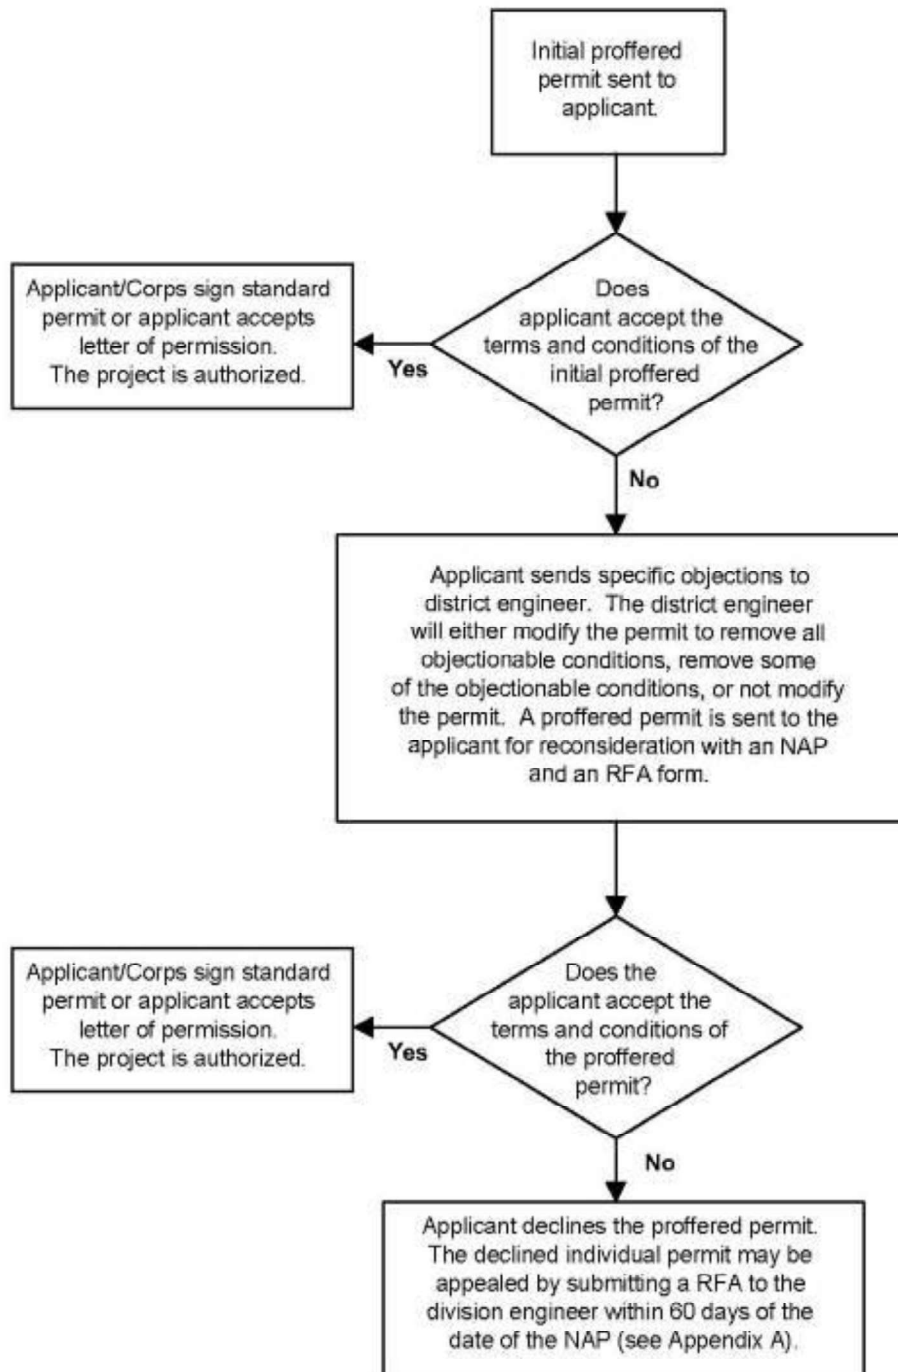 Initial proffered
permit sent to
applicant.
Does
applicant accept the
terms and conditions of the
initial proffered
permit?
Yes
Applicant/Corps sign standard
permit or applicant accepts
letter of permission.
The project is authorized.
No
Applicant sends specific objections to
district engineer. The district engineer
will either modify the permit to remove all
objectionable conditions, remove some
of the objectionable conditions, or not modify
the permit. A proffered permit is sent to the
applicant for reconsideration with an NAP
and an RFA form.
Does the
applicant accept the
terms and conditions of
the proffered
permit?
Yes
Applicant/Corps sign standard
permit or applicant accepts
letter of permission.
The project is authorized.
No
Applicant declines the proffered permit.
The declined individual permit may be
appealed by submitting a RFA to the
division engineer within 60 days of the
date of the NAP (see Appendix A).